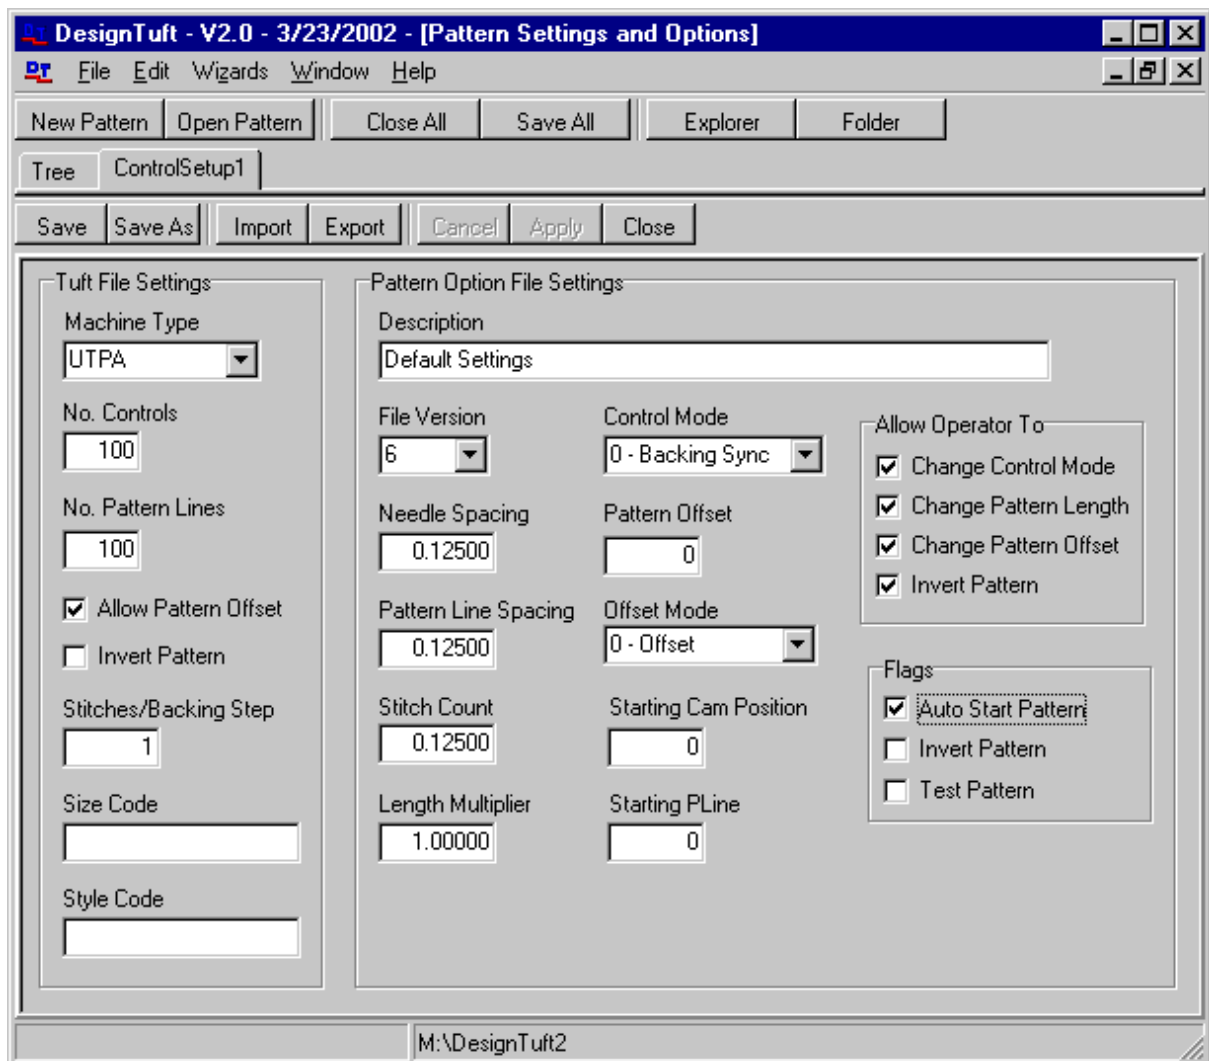 DT DesignTuft - V2.0 - 3/23/2002 - [Pattern Settings and Options]
DT File Edit Wizards Window Help
New Pattern Open Pattern Close All Save All Explorer Folder
Tree ControlSetup1
Save Save As Import Export Cancel Apply Close
Tuft File Settings
Machine Type
UTPA
No. Controls
100
No. Pattern Lines
100
Allow Pattern Offset
Invert Pattern
Stitches/Backing Step
1
Size Code
Style Code
Pattern Option File Settings
Description
Default Settings
File Version
6
Control Mode
0 - Backing Sync
Needle Spacing
0.12500
Pattern Offset
0
Pattern Line Spacing
0.12500
Offset Mode
0 - Offset
Stitch Count
0.12500
Starting Cam Position
0
Length Multiplier
1.00000
Starting PLine
0
Allow Operator To
Change Control Mode
Change Pattern Length
Change Pattern Offset
Invert Pattern
Flags
Auto Start Pattern
Invert Pattern
Test Pattern
M:\DesignTuft2